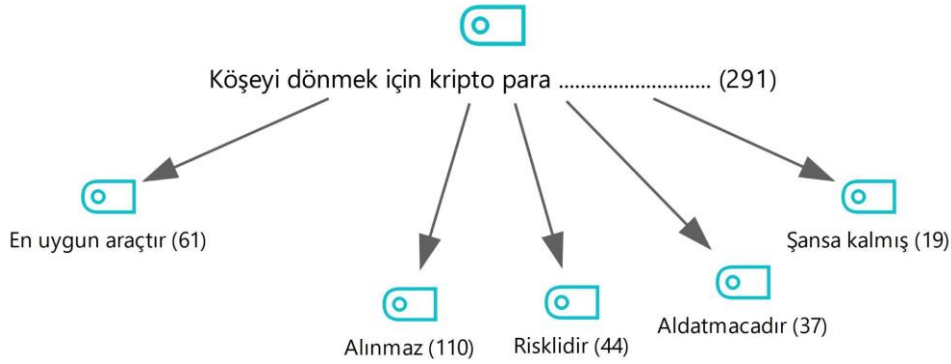 Köşeyi dönmek için kripto para ............................ (291)
En uygun araçtır (61)
Şansa kalmış (19)
Alınmaz (110)
Risklidir (44)
Aldatmacadır (37)